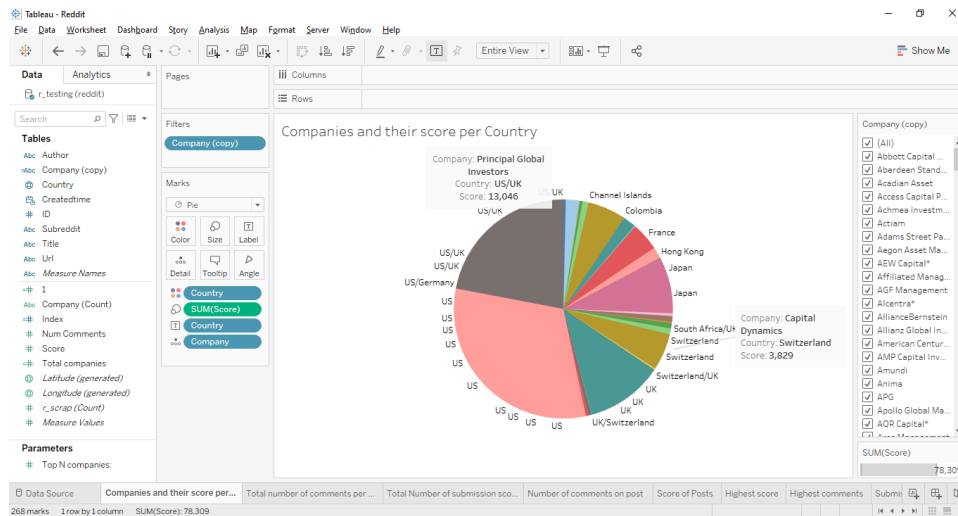 Tableau - Reddit
File Data Worksheet Dashboard Story Analysis Map Format Server Window Help
Entire View
Show Me
Data Analytics
r_testing (reddit)
Search
Tables
Abc Author
Abc Company (copy)
Country
Createdtime
# ID
Abc Subreddit
Abc Title
Abc Url
Abc Measure Names
# 1
Abc Company (Count)
# Index
# Num Comments
# Score
# Total companies
Latitude (generated)
Longitude (generated)
# r_scrap (Count)
# Measure Values
Parameters
# Top N companies:
Pages
Filters
Company (copy)
Marks
Pie
Color Size Label
Detail Tooltip Angle
Country
SUM(Score)
Country
Company
Columns
Rows
Companies and their score per Country
Company: Principal Global
Investors
Country: US/UK
Score: 13,046
UK
Channel Islands
Colombia
France
Hong Kong
Japan
Japan
South Africa/UK
Switzerland
Switzerland
Switzerland/UK
UK
UK
UK
UK/Switzerland
US
US
US
US
US
US
US
US
US
US/Germany
US/UK
US/UK
US/UK
Company: Capital
Dynamics
Country: Switzerland
Score: 3,829
Company (copy)
(All)
Abbott Capital ...
Aberdeen Stand...
Acadian Asset
Access Capital P...
Achmea Investm...
Actiam
Adams Street Pa...
Aegon Asset Ma...
AEW Capital*
Affiliated Manag...
AGF Management
Alcentra*
AllianceBernstein
Allianz Global In...
American Centur...
AMP Capital Inv...
Amundi
Anima
APG
Apollo Global Ma...
AQR Capital*
SUM(Score)
78,309
Data Source Companies and their score per... Total number of comments per ... Total Number of submission sco... Number of comments on post Score of Posts Highest score Highest comments Submis
268 marks 1 row by 1 column SUM(Score): 78,309